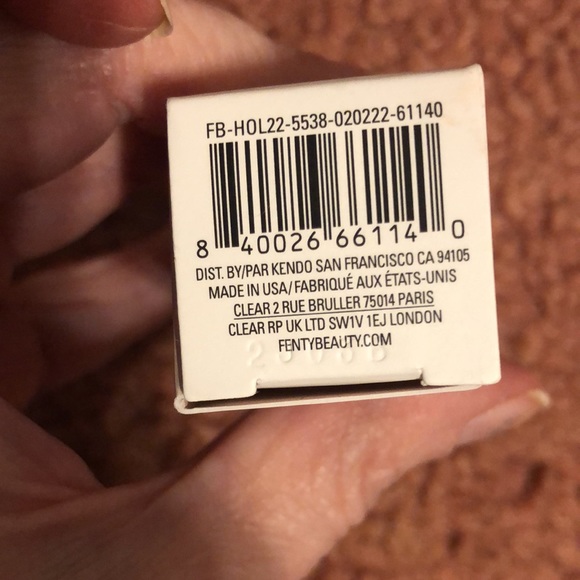 FB-HOL22-5538-020222-61140
8 40026 66114 0
DIST. BY/PAR KENDO SAN FRANCISCO CA 94105
MADE IN USA/FABRIQUÉ AUX ÉTATS-UNIS
CLEAR 2 RUE BRULLER 75014 PARIS
CLEAR RP UK LTD SW1V 1EJ LONDON
FENTYBEAUTY.COM